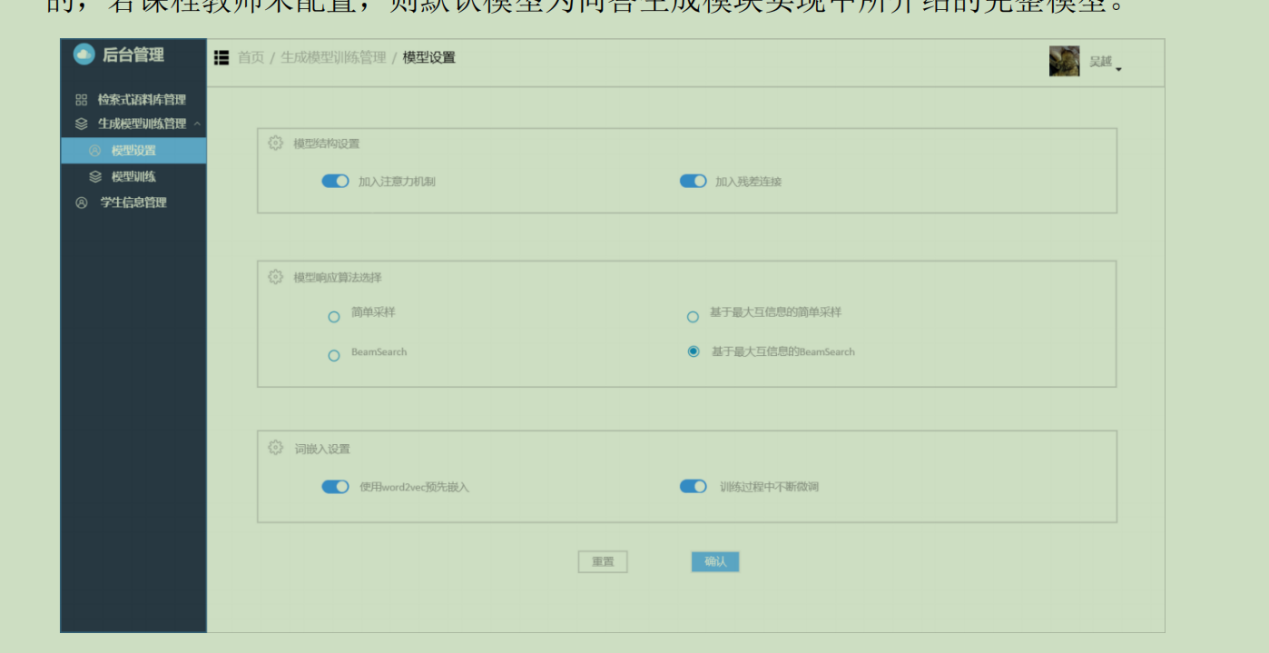 的，若课程教师未配置，则默认模型为问答生成模块实现中所介绍的完整模型。
后台管理
首页 / 生成模型训练管理 / 模型设置
吴越
检索式语料库管理
生成模型训练管理
模型设置
模型训练
学生信息管理
模型结构设置
加入注意力机制
加入残差连接
模型响应算法选择
简单采样
基于最大互信息的简单采样
BeamSearch
基于最大互信息的BeamSearch
词嵌入设置
使用word2vec预先嵌入
训练过程中不断微调
重置
确认